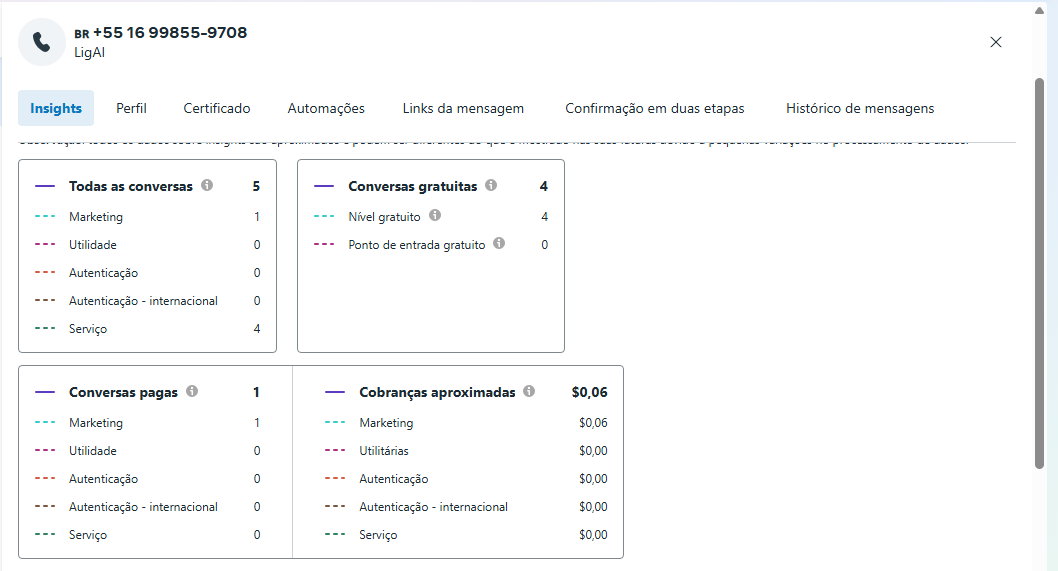 BR +55 16 99855-9708
LigAI
Insights Perfil Certificado Automações Links da mensagem Confirmação em duas etapas Histórico de mensagens
Todas as conversas 5
Marketing 1
Utilidade 0
Autenticação 0
Autenticação - internacional 0
Serviço 4
Conversas gratuitas 4
Nível gratuito 4
Ponto de entrada gratuito 0
Conversas pagas 1
Marketing 1
Utilidade 0
Autenticação 0
Autenticação - internacional 0
Serviço 0
Cobranças aproximadas $0,06
Marketing $0,06
Utilitárias $0,00
Autenticação $0,00
Autenticação - internacional $0,00
Serviço $0,00